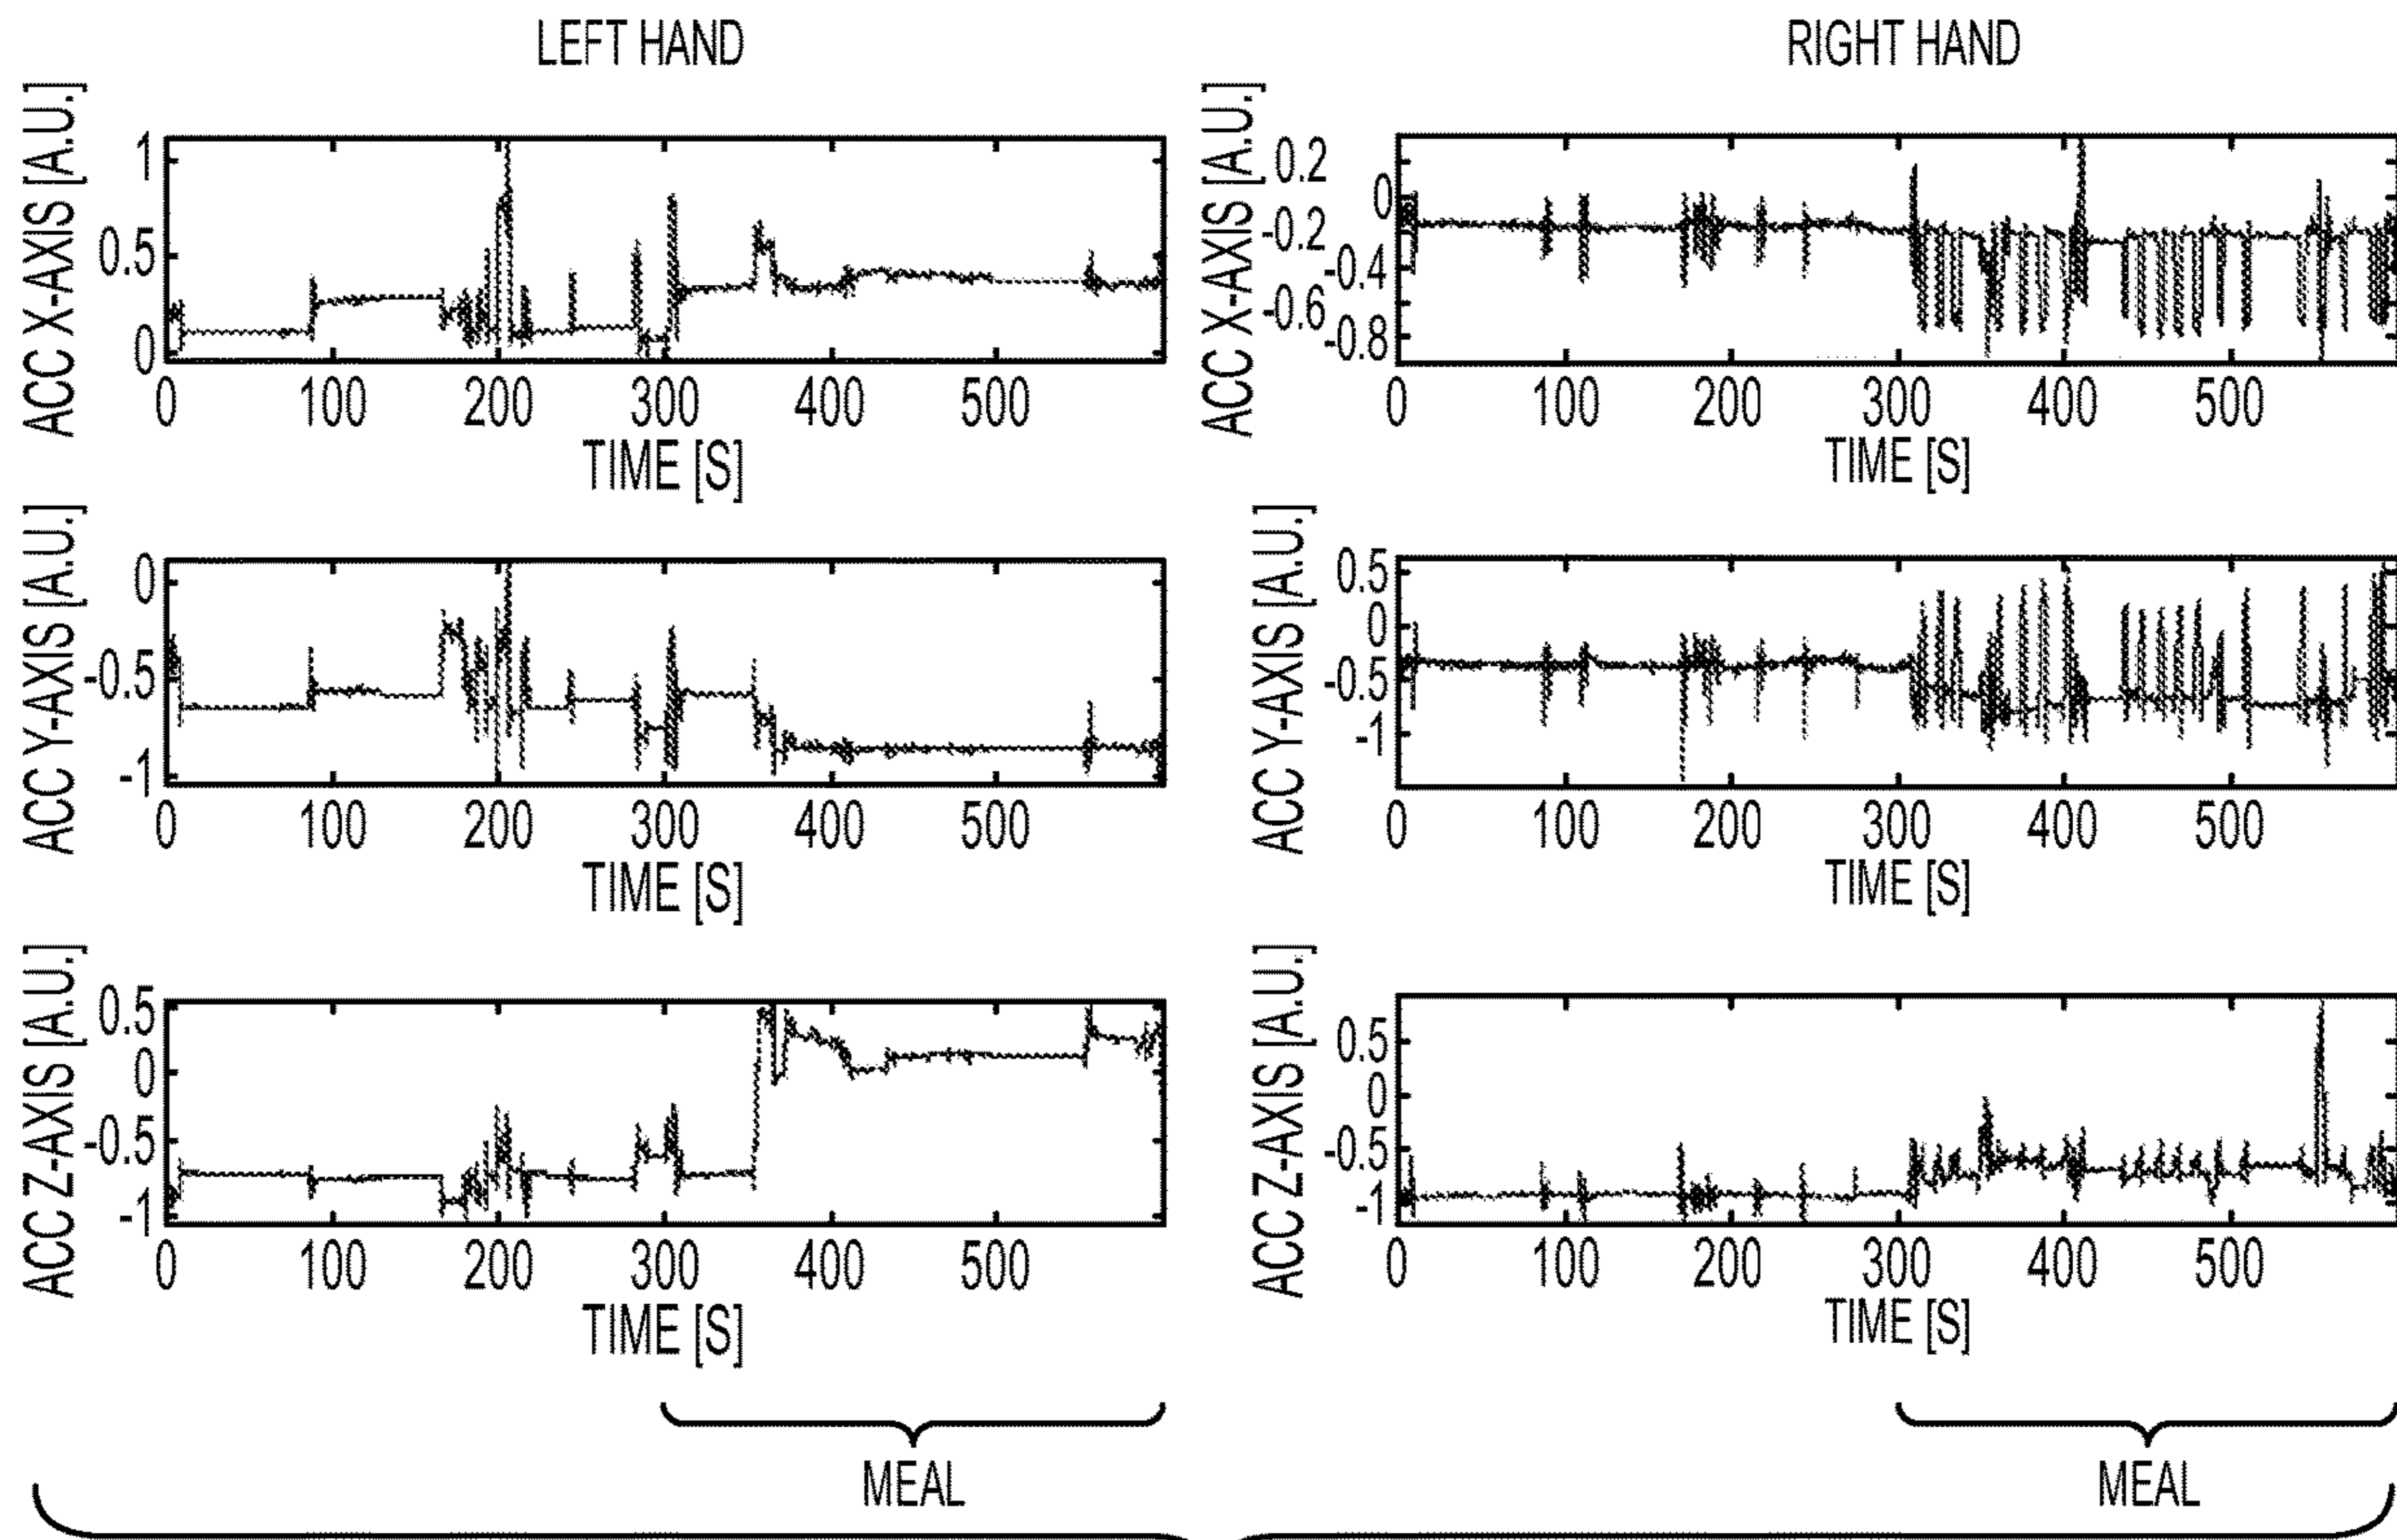 LEFT HAND
ACC X-AXIS [A.U.]
1
0.5
0
0 100 200 300 400 500
TIME [S]
ACC Y-AXIS [A.U.]
0
-0.5
-1
0 100 200 300 400 500
TIME [S]
ACC Z-AXIS [A.U.]
0.5
0
-0.5
-1
0 100 200 300 400 500
TIME [S]
MEAL
RIGHT HAND
ACC X-AXIS [A.U.]
0.2
0
-0.2
-0.4
-0.6
-0.8
0 100 200 300 400 500
TIME [S]
ACC Y-AXIS [A.U.]
0.5
0
-0.5
-1
0 100 200 300 400 500
TIME [S]
ACC Z-AXIS [A.U.]
0.5
0
-0.5
-1
0 100 200 300 400 500
TIME [S]
MEAL